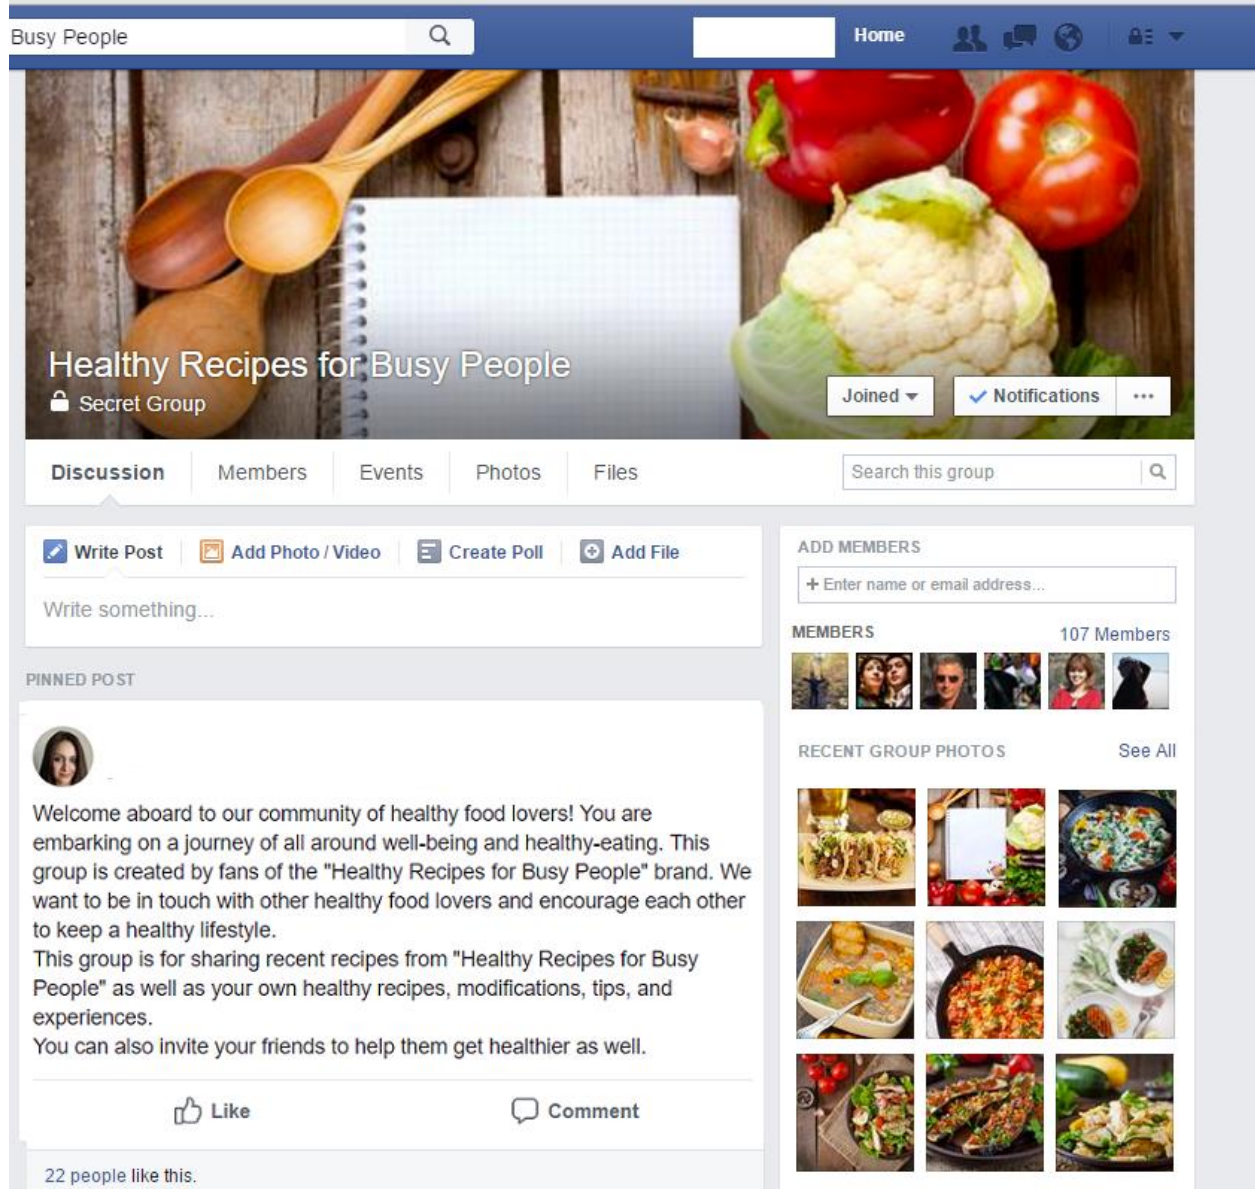 Busy People
Home
Healthy Recipes for Busy People
Secret Group
Joined
Notifications
Discussion
Members
Events
Photos
Files
Search this group
Write Post
Add Photo / Video
Create Poll
Add File
Write something...
ADD MEMBERS
+ Enter name or email address...
MEMBERS
107 Members
PINNED POST
RECENT GROUP PHOTOS
See All
Welcome aboard to our community of healthy food lovers! You are
embarking on a journey of all around well-being and healthy-eating. This
group is created by fans of the "Healthy Recipes for Busy People" brand. We
want to be in touch with other healthy food lovers and encourage each other
to keep a healthy lifestyle.
This group is for sharing recent recipes from "Healthy Recipes for Busy
People" as well as your own healthy recipes, modifications, tips, and
experiences.
You can also invite your friends to help them get healthier as well.
Like
Comment
22 people like this.